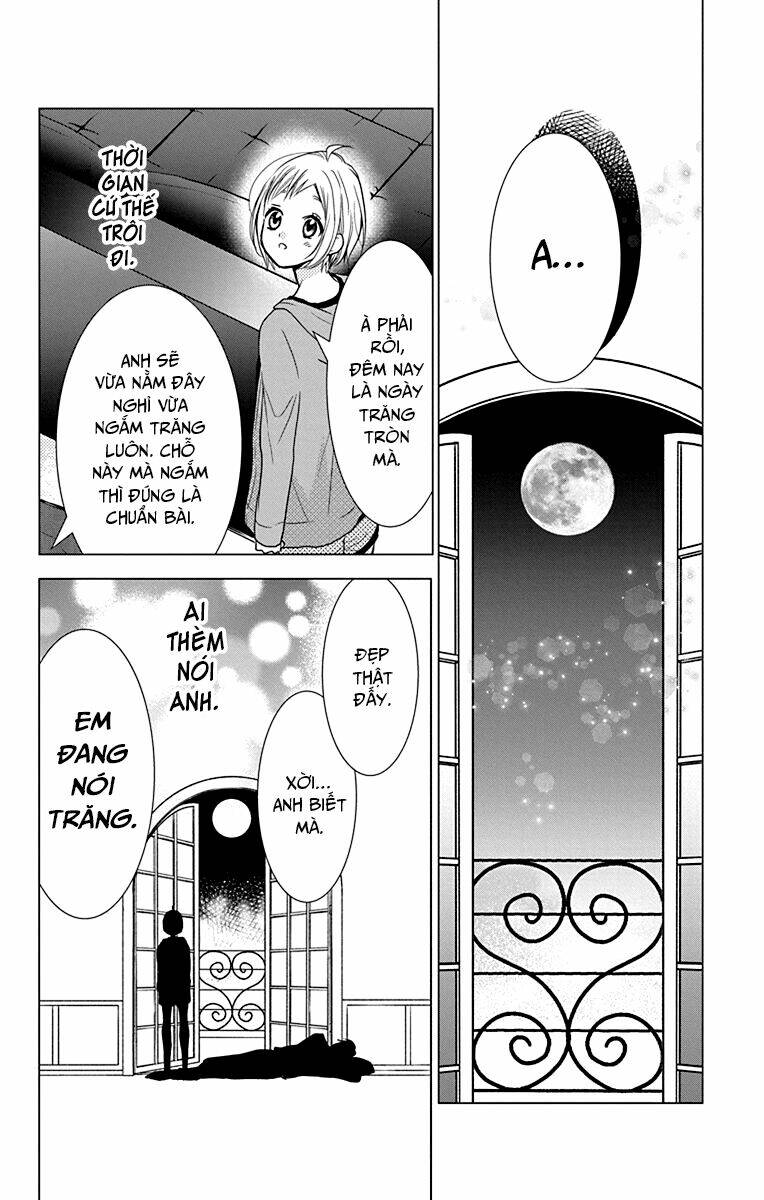 A...
À PHẢI
RỒI,
ĐÊM NAY
LÀ NGÀY
TRĂNG
TRÒN
MÀ.
THỜI
GIAN
CỨ THẾ
TRÔI
ĐI.
ANH SẼ
VỪA NẰM ĐÂY
NGHỈ VỪA
NGẮM TRĂNG
LUÔN. CHỖ
NÀY MÀ NGẮM
THÌ ĐÚNG LÀ
CHUẨN BÀI.
ĐẸP
THẬT
ĐẤY.
XỜI...
ANH BIẾT
MÀ.
AI
THÈM
NÓI
ANH.
EM
ĐANG
NÓI
TRĂNG.